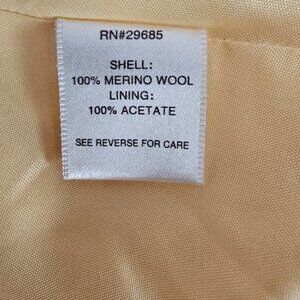 RN#29685
SHELL:
100% MERINO WOOL
LINING:
100% ACETATE
SEE REVERSE FOR CARE